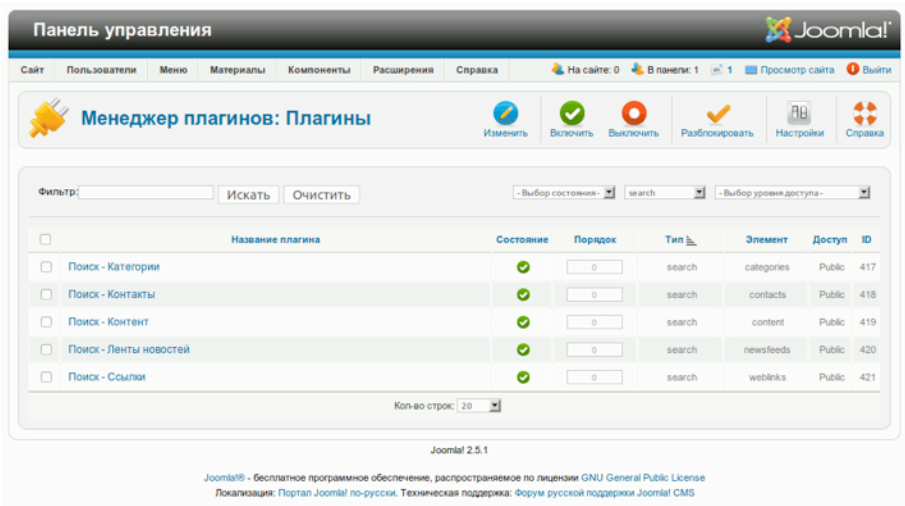 Панель управления
Joomla!
Сайт Пользователи Меню Материалы Компоненты Расширения Справка На сайте: 0 В панели: 1 1 Просмотр сайта Выйти
Менеджер плагинов: Плагины
Изменить Включить Выключить Разблокировать Настройки Справка
Фильтр: Искать Очистить - Выбор состояния - search - Выбор уровня доступа -
Название плагина Состояние Порядок Тип Элемент Доступ ID
Поиск - Категории 0 search categories Public 417
Поиск - Контакты 0 search contacts Public 418
Поиск - Контент 0 search content Public 419
Поиск - Ленты новостей 0 search newsfeeds Public 420
Поиск - Ссылки 0 search weblinks Public 421
Кол-во строк: 20
Joomla! 2.5.1
Joomla!® - бесплатное программное обеспечение, распространяемое по лицензии GNU General Public License
Локализация: Портал Joomla! по-русски. Техническая поддержка: Форум русской поддержки Joomla! CMS